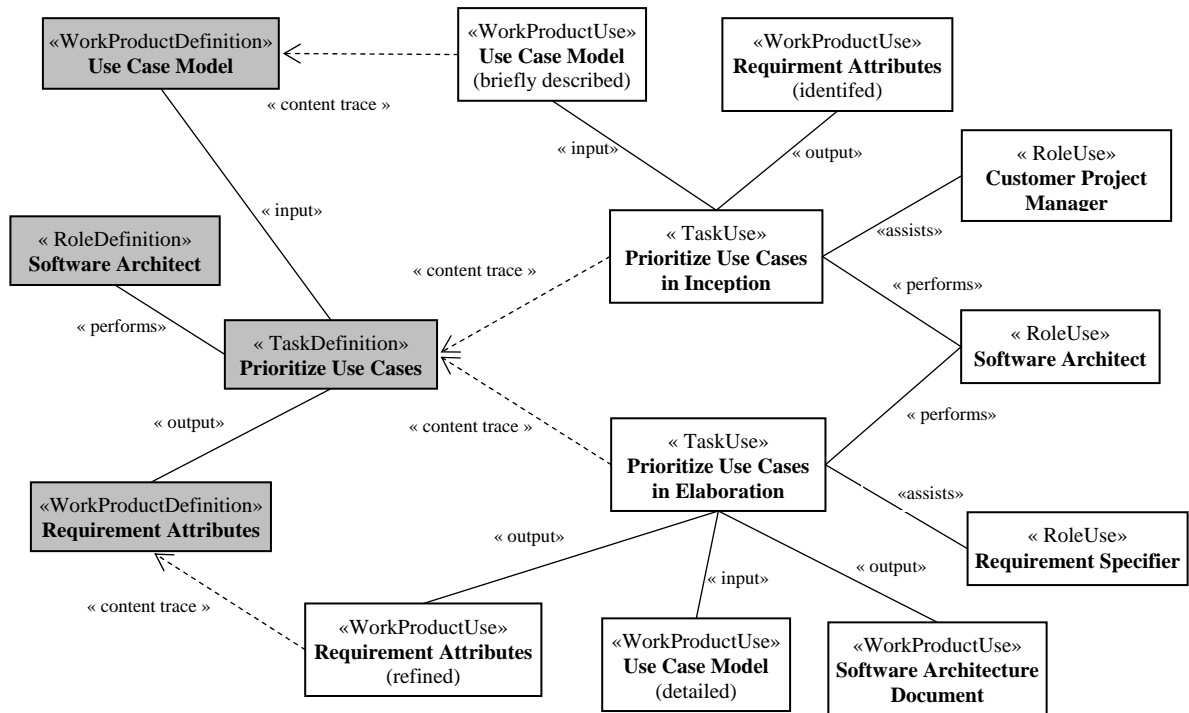 «WorkProductDefinition»
Use Case Model
«WorkProductUse»
Use Case Model
(briefly described)
«WorkProductUse»
Requirment Attributes
(identifed)
« content trace »
« input»
« output»
« RoleUse»
Customer Project
Manager
« input»
« RoleDefinition»
Software Architect
« TaskUse»
Prioritize Use Cases
in Inception
«assists»
« content trace »
« performs»
« performs»
« TaskDefinition»
Prioritize Use Cases
« RoleUse»
Software Architect
« output»
« content trace »
« performs»
« TaskUse»
Prioritize Use Cases
in Elaboration
«WorkProductDefinition»
Requirement Attributes
«assists»
« RoleUse»
Requirement Specifier
« output»
« input»
« output»
« content trace »
«WorkProductUse»
Requirement Attributes
(refined)
«WorkProductUse»
Use Case Model
(detailed)
«WorkProductUse»
Software Architecture
Document